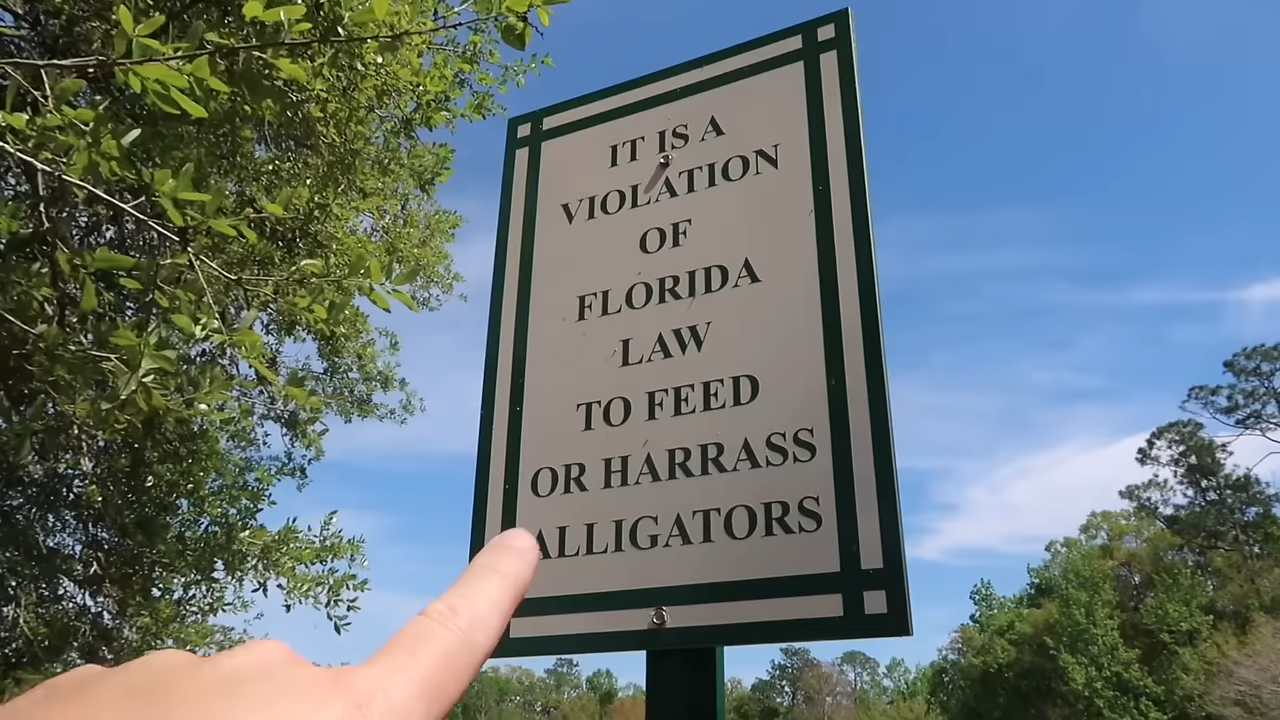 IT IS A
VIOLATION
OF
FLORIDA
LAW
TO FEED
OR HARRASS
ALLIGATORS